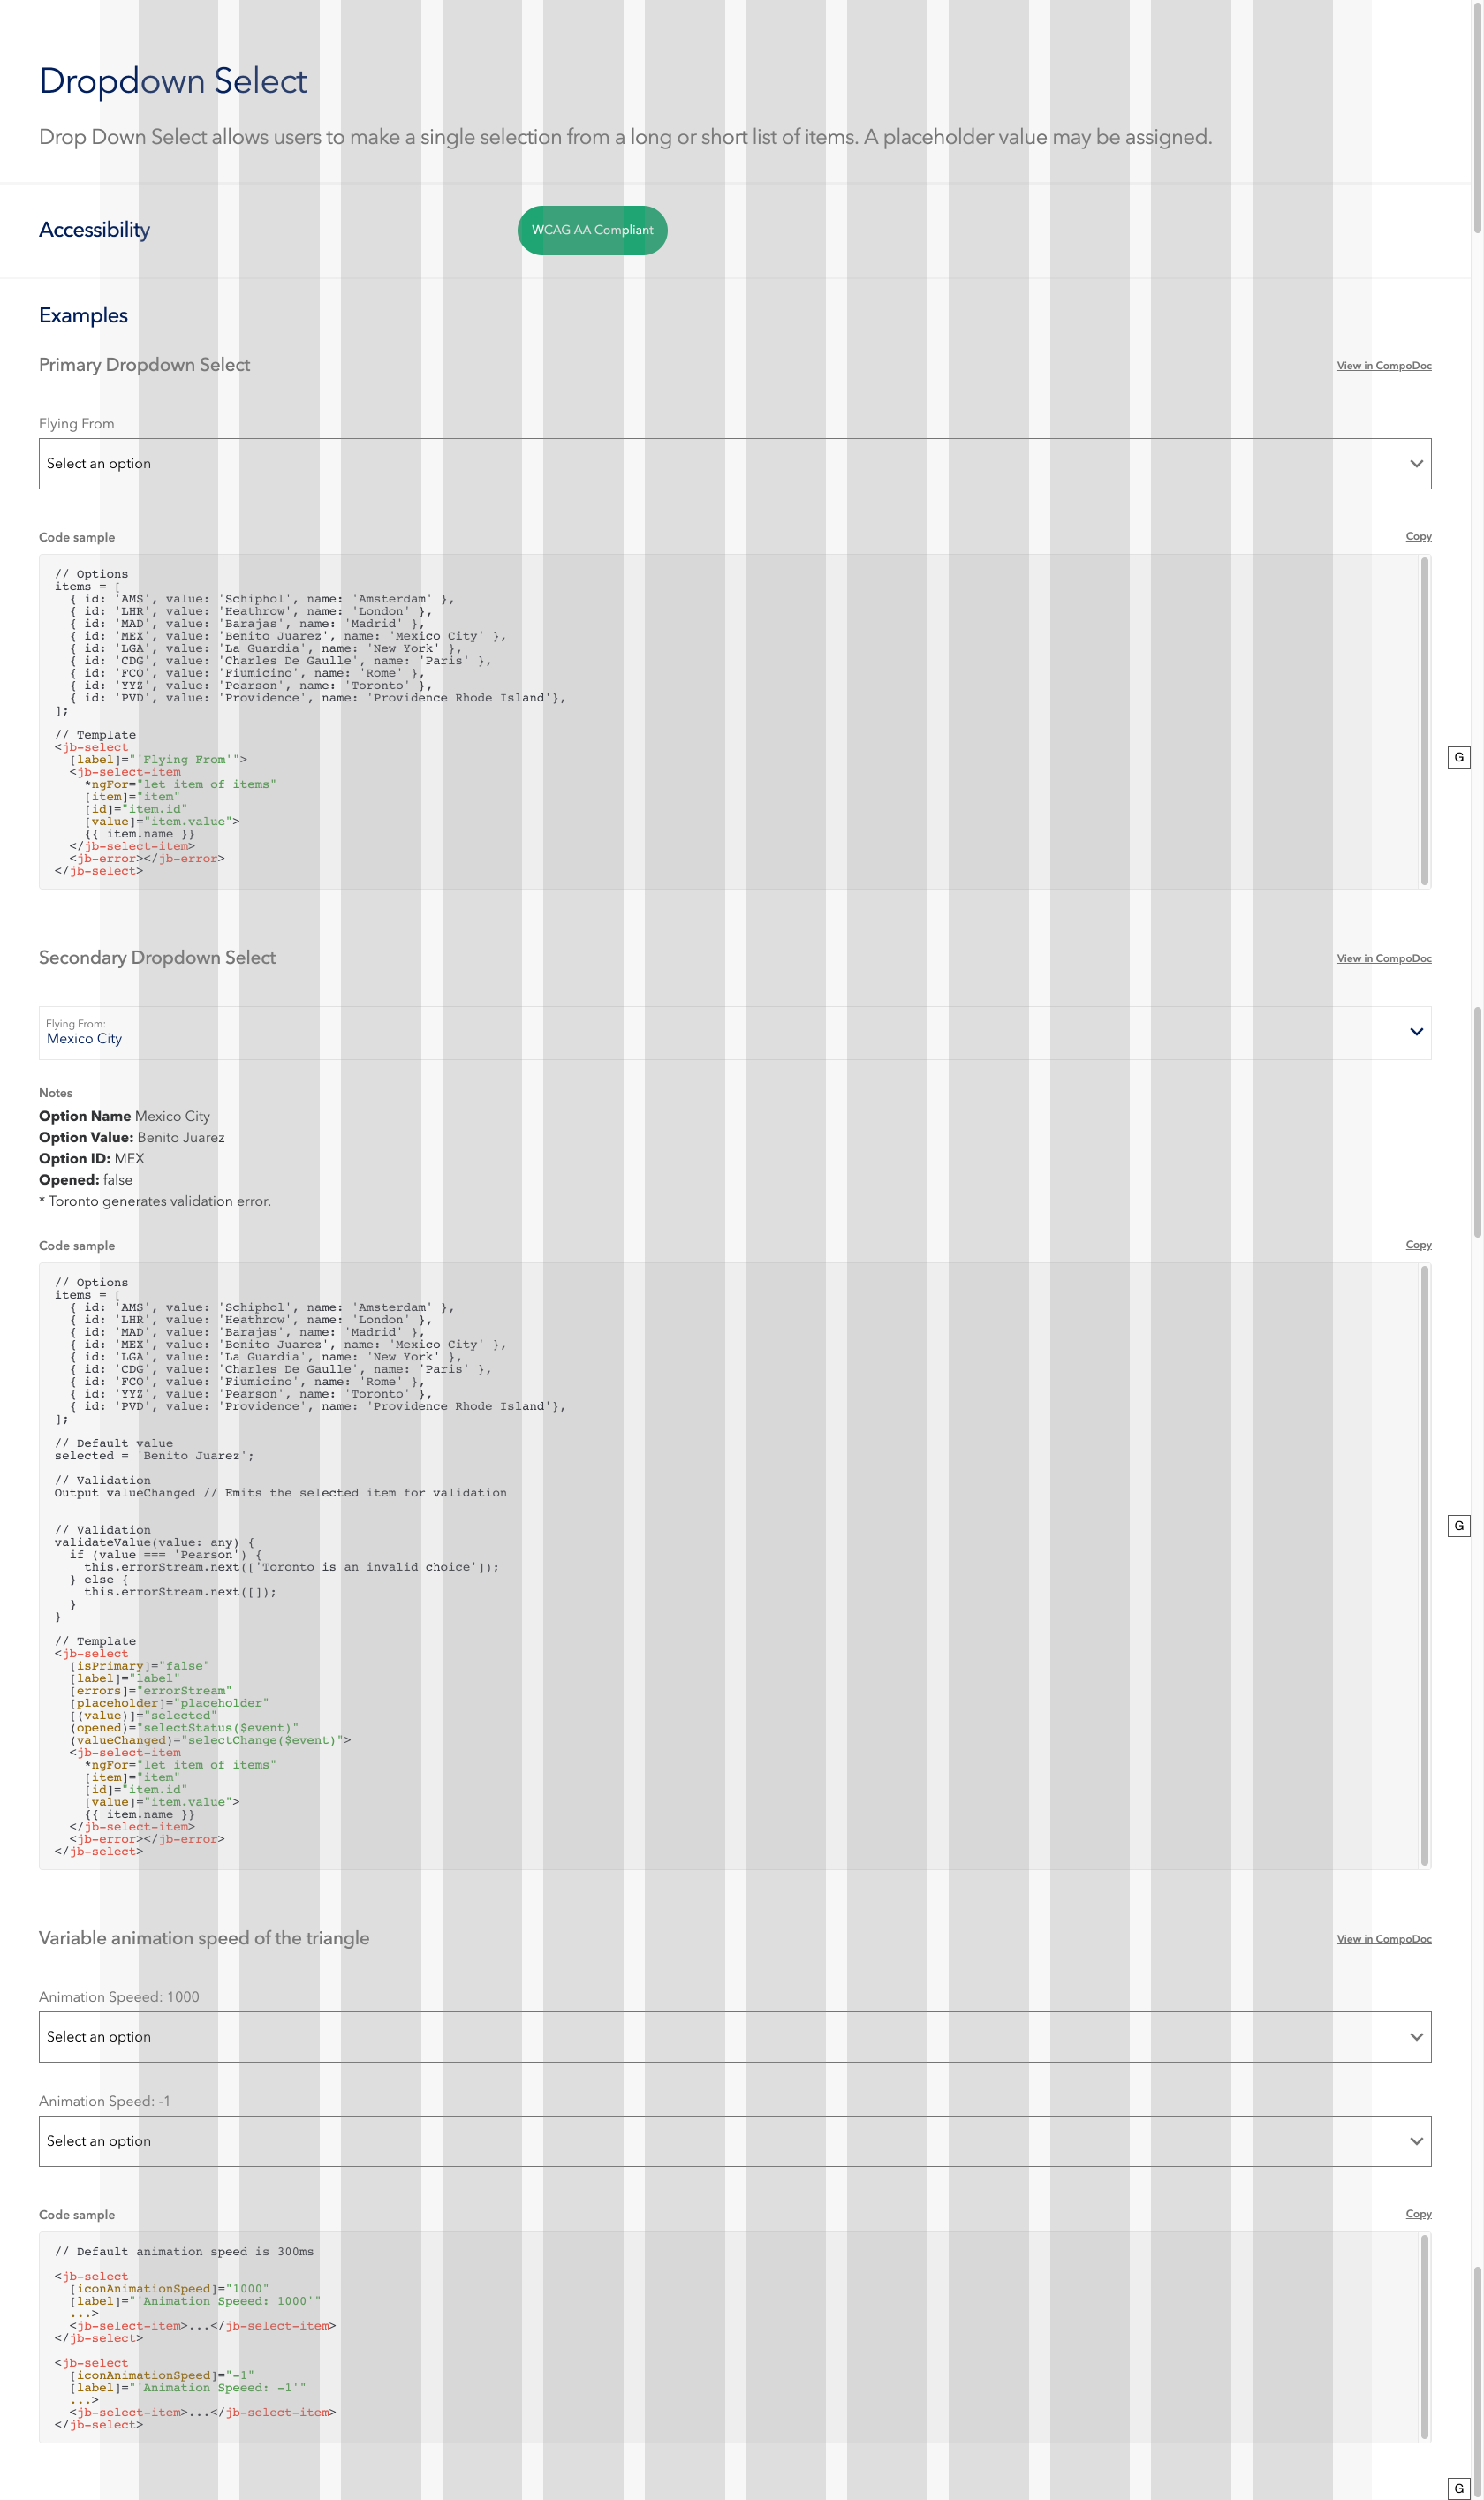 Dropdown Select
Drop Down Select allows users to make a single selection from a long or short list of items. A placeholder value may be assigned.
Accessibility
WCAG AA Compliant
Examples
Primary Dropdown Select
View in CompoDoc
Flying From
Select an option
Code sample
Copy
// Options
items = [
  { id: 'AMS', value: 'Schiphol', name: 'Amsterdam' },
  { id: 'LHR', value: 'Heathrow', name: 'London' },
  { id: 'MAD', value: 'Barajas', name: 'Madrid' },
  { id: 'MEX', value: 'Benito Juarez', name: 'Mexico City' },
  { id: 'LGA', value: 'La Guardia', name: 'New York' },
  { id: 'CDG', value: 'Charles De Gaulle', name: 'Paris' },
  { id: 'FCO', value: 'Fiumicino', name: 'Rome' },
  { id: 'YYZ', value: 'Pearson', name: 'Toronto' },
  { id: 'PVD', value: 'Providence', name: 'Providence Rhode Island'},
];
// Template
<jb-select
  [label]="'Flying From'">
  <jb-select-item
    *ngFor="let item of items"
    [item]="item"
    [id]="item.id"
    [value]="item.value">
    {{ item.name }}
  </jb-select-item>
  <jb-error></jb-error>
</jb-select>
G
Secondary Dropdown Select
View in CompoDoc
Flying From:
Mexico City
Notes
Option Name Mexico City
Option Value: Benito Juarez
Option ID: MEX
Opened: false
* Toronto generates validation error.
Code sample
Copy
// Options
items = [
  { id: 'AMS', value: 'Schiphol', name: 'Amsterdam' },
  { id: 'LHR', value: 'Heathrow', name: 'London' },
  { id: 'MAD', value: 'Barajas', name: 'Madrid' },
  { id: 'MEX', value: 'Benito Juarez', name: 'Mexico City' },
  { id: 'LGA', value: 'La Guardia', name: 'New York' },
  { id: 'CDG', value: 'Charles De Gaulle', name: 'Paris' },
  { id: 'FCO', value: 'Fiumicino', name: 'Rome' },
  { id: 'YYZ', value: 'Pearson', name: 'Toronto' },
  { id: 'PVD', value: 'Providence', name: 'Providence Rhode Island'},
];
// Default value
selected = 'Benito Juarez';
// Validation
Output valueChanged // Emits the selected item for validation
// Validation
validateValue(value: any) {
  if (value === 'Pearson') {
    this.errorStream.next(['Toronto is an invalid choice']);
  } else {
    this.errorStream.next([]);
  }
}
// Template
<jb-select
  [isPrimary]="false"
  [label]="label"
  [errors]="errorStream"
  [placeholder]="placeholder"
  [(value)]="selected"
  (opened)="selectStatus($event)"
  (valueChanged)="selectChange($event)">
  <jb-select-item
    *ngFor="let item of items"
    [item]="item"
    [id]="item.id"
    [value]="item.value">
    {{ item.name }}
  </jb-select-item>
  <jb-error></jb-error>
</jb-select>
G
Variable animation speed of the triangle
View in CompoDoc
Animation Speeed: 1000
Select an option
Animation Speed: -1
Select an option
Code sample
Copy
// Default animation speed is 300ms
<jb-select
  [iconAnimationSpeed]="1000"
  [label]="'Animation Speeed: 1000'"
  ...>
  <jb-select-item>...</jb-select-item>
</jb-select>
<jb-select
  [iconAnimationSpeed]="-1"
  [label]="'Animation Speeed: -1'"
  ...>
  <jb-select-item>...</jb-select-item>
</jb-select>
G